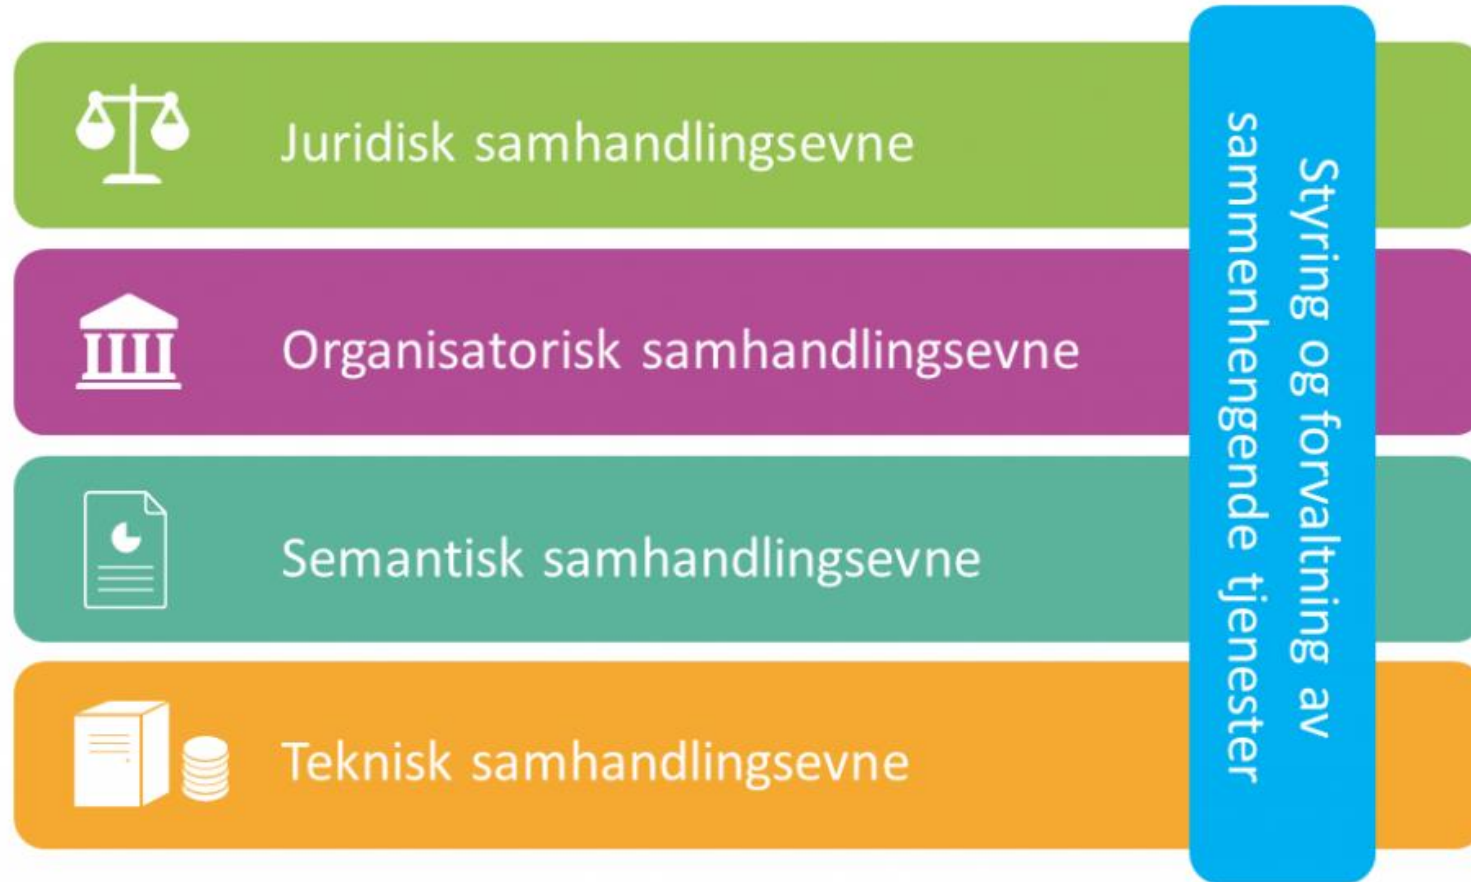 Juridisk samhandlingsevne
Organisatorisk samhandlingsevne
Semantisk samhandlingsevne
Teknisk samhandlingsevne
Styring og forvaltning av
sammenhengende tjenester